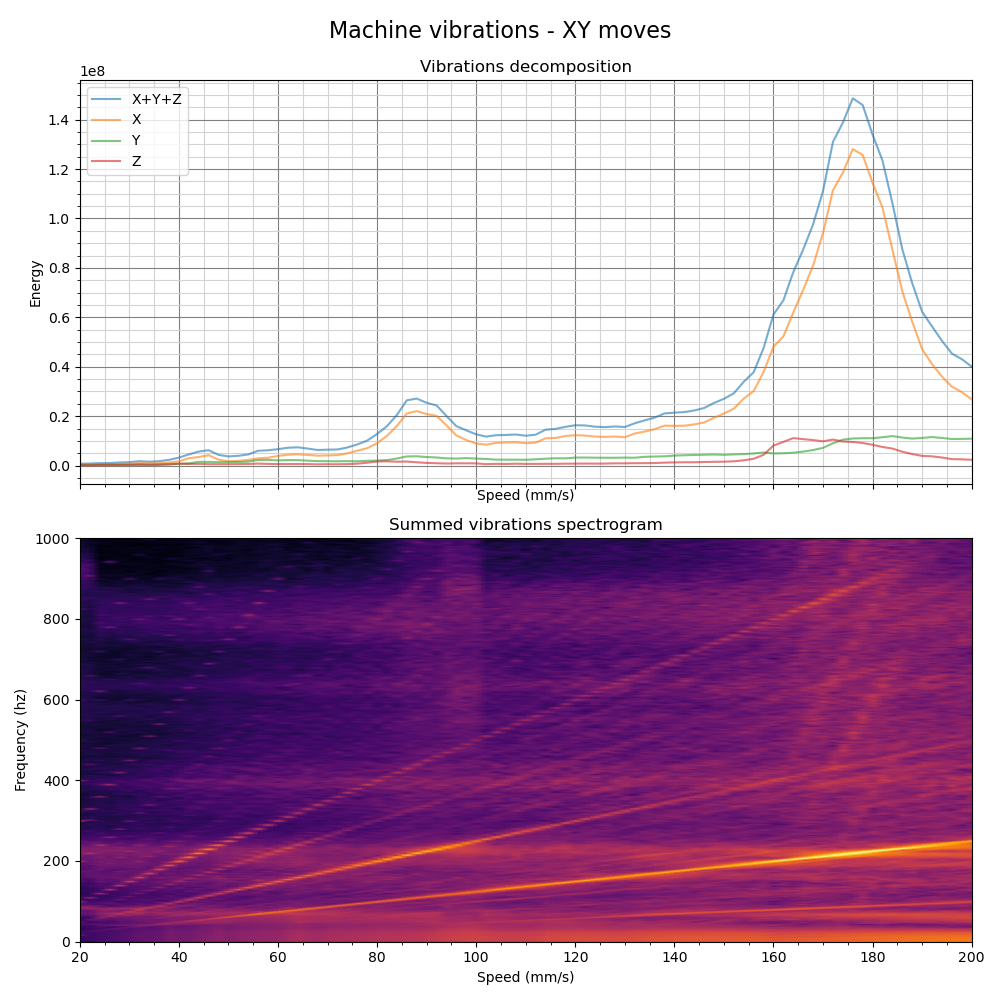 Machine vibrations - XY moves
Vibrations decomposition
1e8
X+Y+Z
X
Y
Z
1.4
1.2
1.0
0.8
0.6
0.4
0.2
0.0
Energy
Speed (mm/s)
Summed vibrations spectrogram
1000
800
600
400
200
0
Frequency (hz)
20 40 60 80 100 120 140 160 180 200
Speed (mm/s)